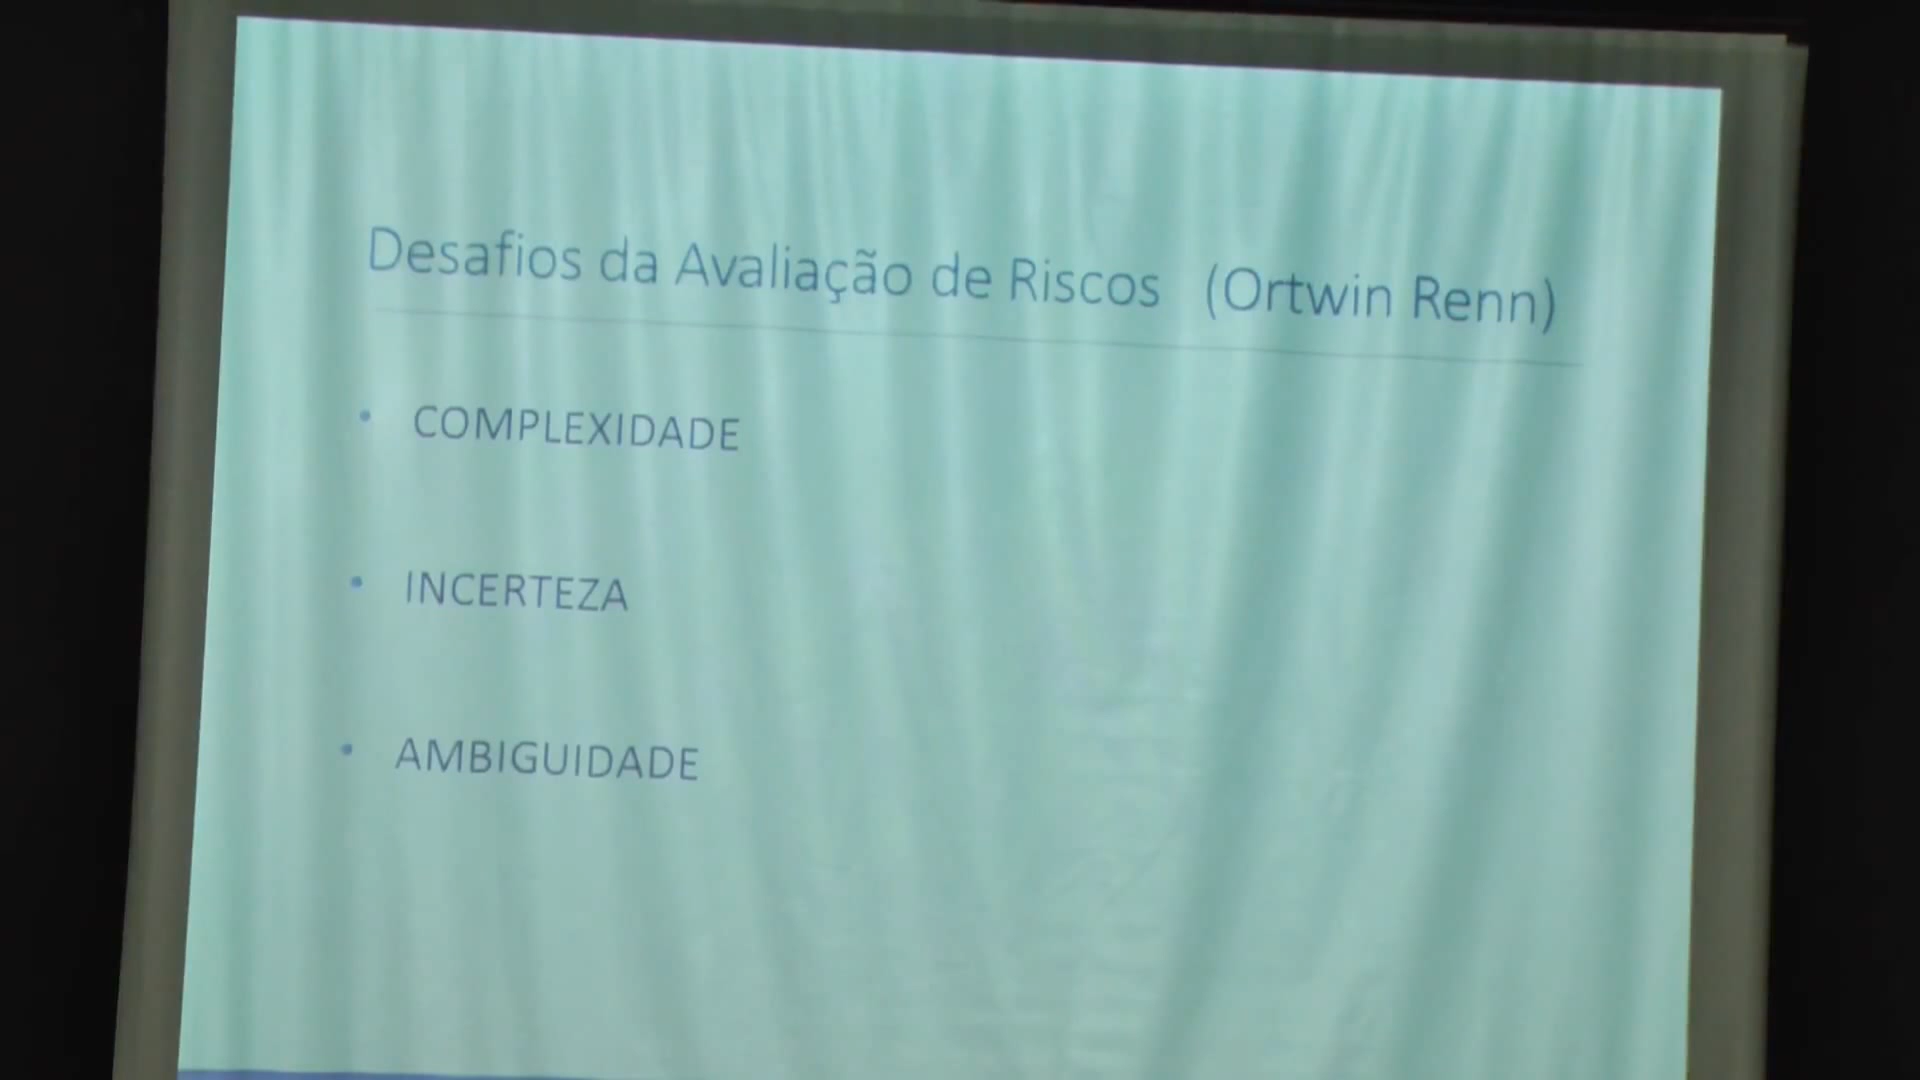 Desafios da Avaliação de Riscos (Ortwin Renn)
• COMPLEXIDADE
• INCERTEZA
• AMBIGUIDADE